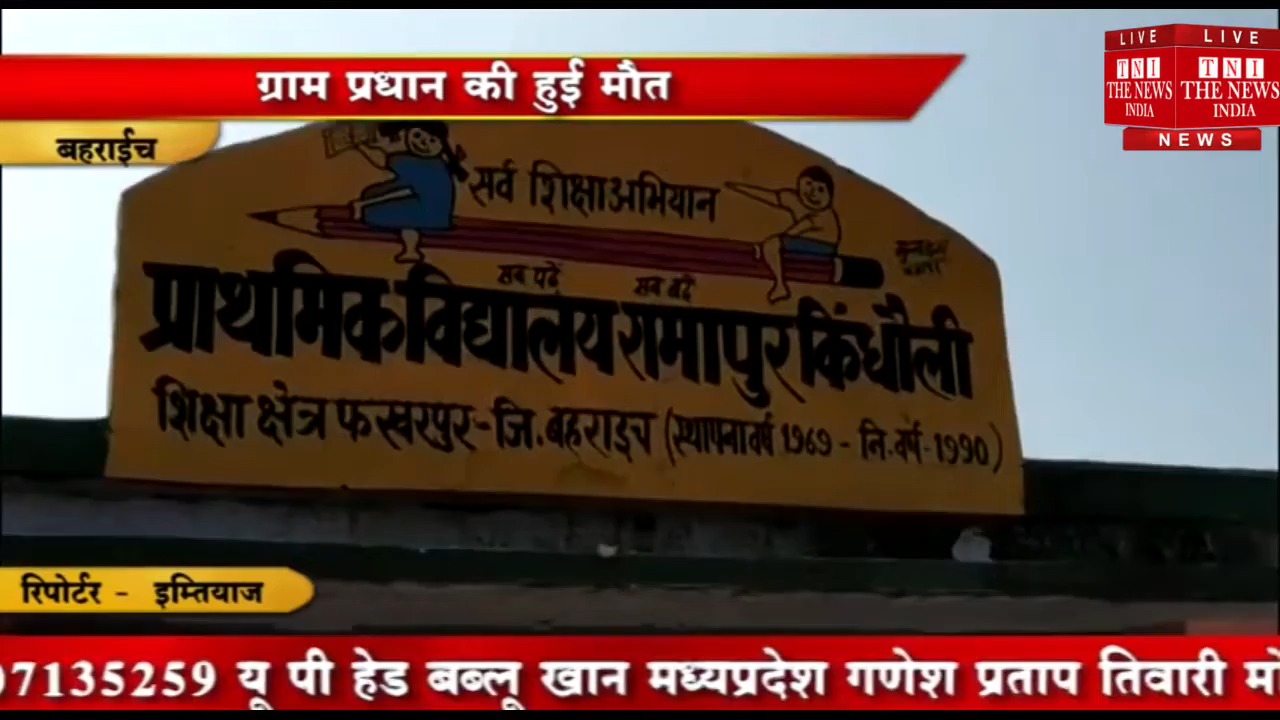 ग्राम प्रधान की हुई मौत
LIVE LIVE
TNI TNI
THE NEWS THE NEWS
INDIA INDIA
NEWS
बहराईच
सर्व शिक्षा अभियान
सब पढ़े सब बढ़े
प्राथमिक विद्यालय रामापुर किंधौली
शिक्षा क्षेत्र फखरपुर-जि.बहराइच (स्थापना वर्ष 1969 - नि.वर्ष-1990)
रिपोर्टर - इम्तियाज
07135259 यू पी हेड बब्लू खान मध्यप्रदेश गणेश प्रताप तिवारी मो